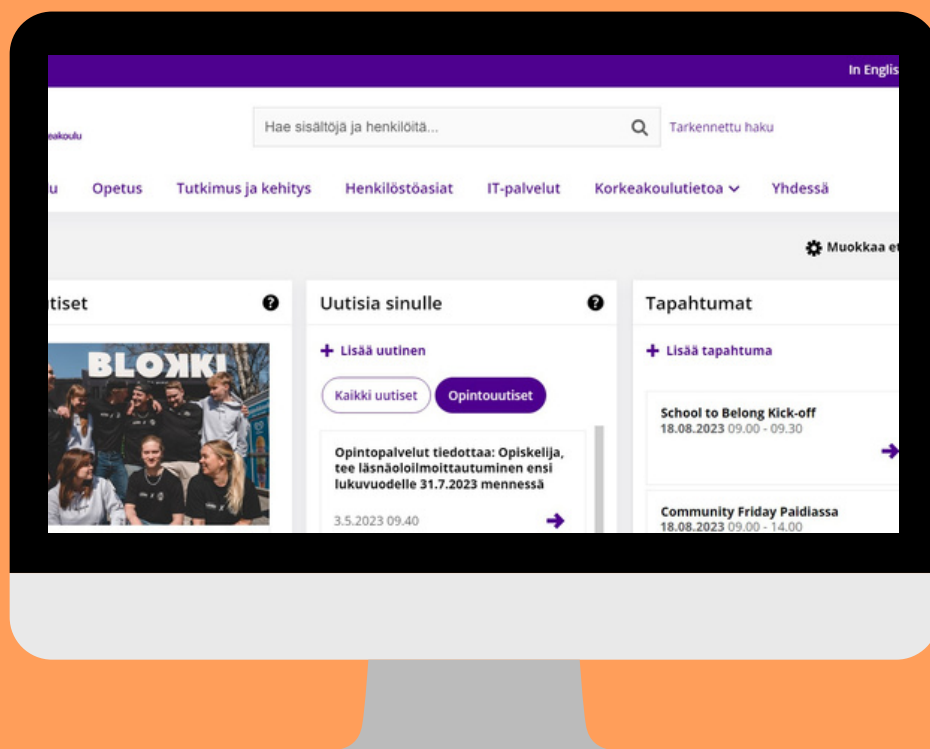 In Englis
Hae sisältöjä ja henkilöitä...
Tarkennettu haku
eakoulu
u Opetus Tutkimus ja kehitys Henkilöstöasiat IT-palvelut Korkeakoulutietoa Yhdessä
Muokkaa et
tiset
BLOKKI
Uutisia sinulle
Lisää uutinen
Kaikki uutiset Opintouutiset
Opintopalvelut tiedottaa: Opiskelija,
tee läsnäoloilmoittautuminen ensi
lukuvuodelle 31.7.2023 mennessä
3.5.2023 09.40
Tapahtumat
Lisää tapahtuma
School to Belong Kick-off
18.08.2023 09.00 - 09.30
Community Friday Paidiassa
18.08.2023 09.00 - 14.00